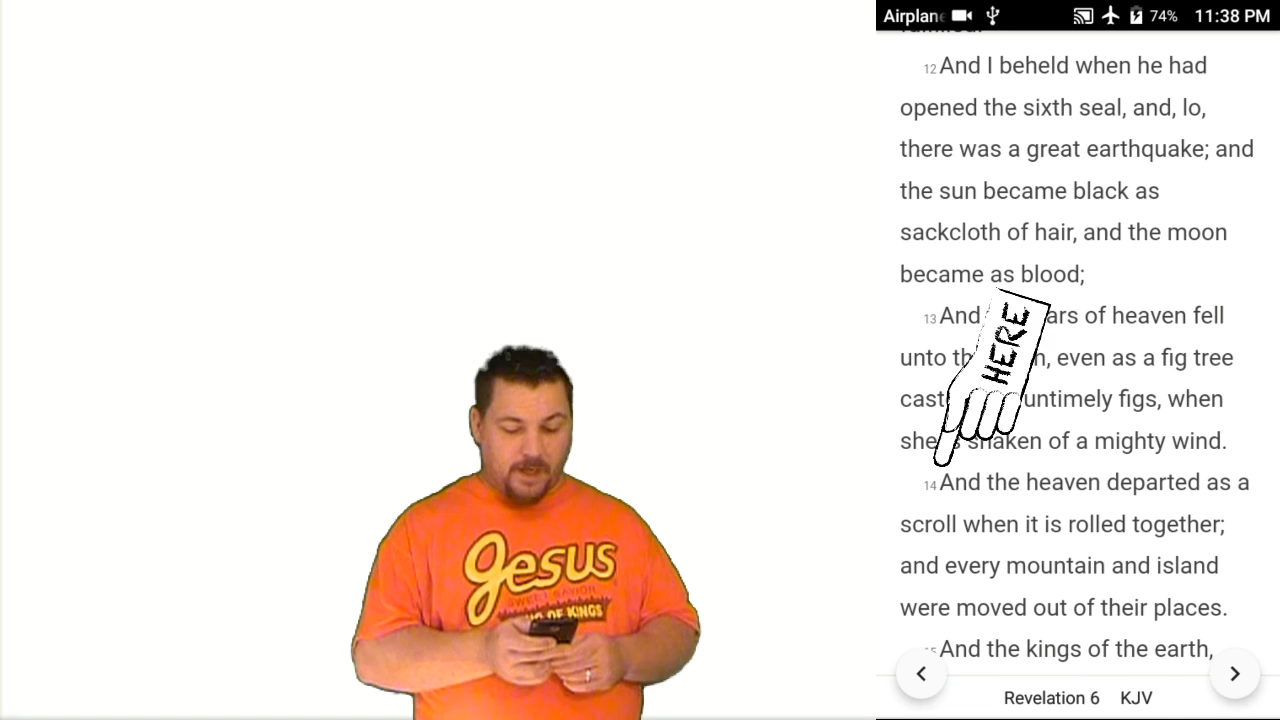 Airplan
74% 11:38 PM
12 And I beheld when he had
opened the sixth seal, and, lo,
there was a great earthquake; and
the sun became black as
sackcloth of hair, and the moon
became as blood;
13 And ars of heaven fell
unto th h, even as a fig tree
cast untimely figs, when
she s shaken of a mighty wind.
HERE
14 And the heaven departed as a
scroll when it is rolled together;
and every mountain and island
were moved out of their places.
And the kings of the earth,
Revelation 6 KJV
Jesus
SWEET SAVIOR
OF KINGS